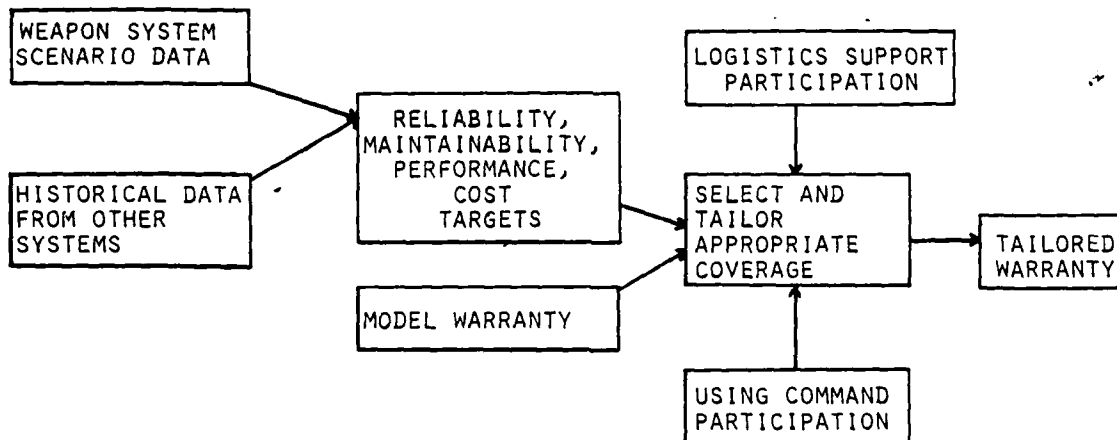 WEAPON SYSTEM
SCENARIO DATA
HISTORICAL DATA
FROM OTHER
SYSTEMS
RELIABILITY,
MAINTAINABILITY,
PERFORMANCE,
COST
TARGETS
MODEL WARRANTY
LOGISTICS SUPPORT
PARTICIPATION
SELECT AND
TAILOR
APPROPRIATE
COVERAGE
USING COMMAND
PARTICIPATION
TAILORED
WARRANTY